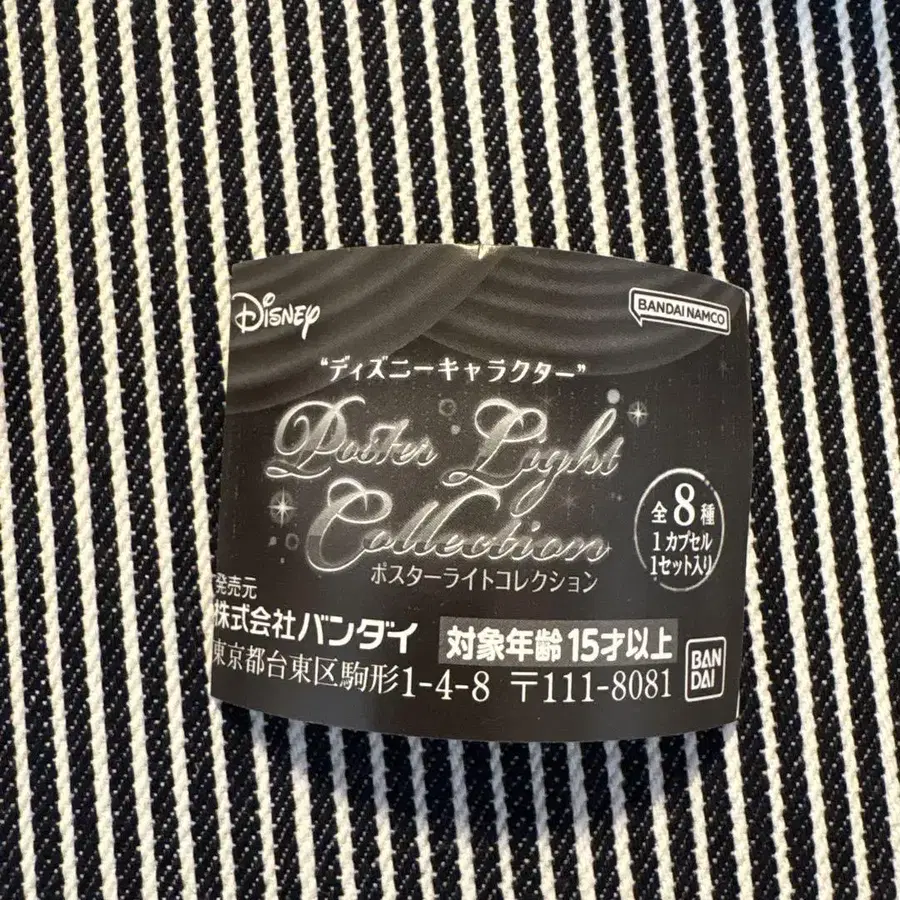 Disney
BANDAI NAMCO
“ディズニーキャラクター”
Poster Light
Collection
ポスターライトコレクション
全8種
1カプセル
1セット入り
発売元
株式会社バンダイ
対象年齢 15才以上
東京都台東区駒形1-4-8 〒111-8081
BAN
DAI